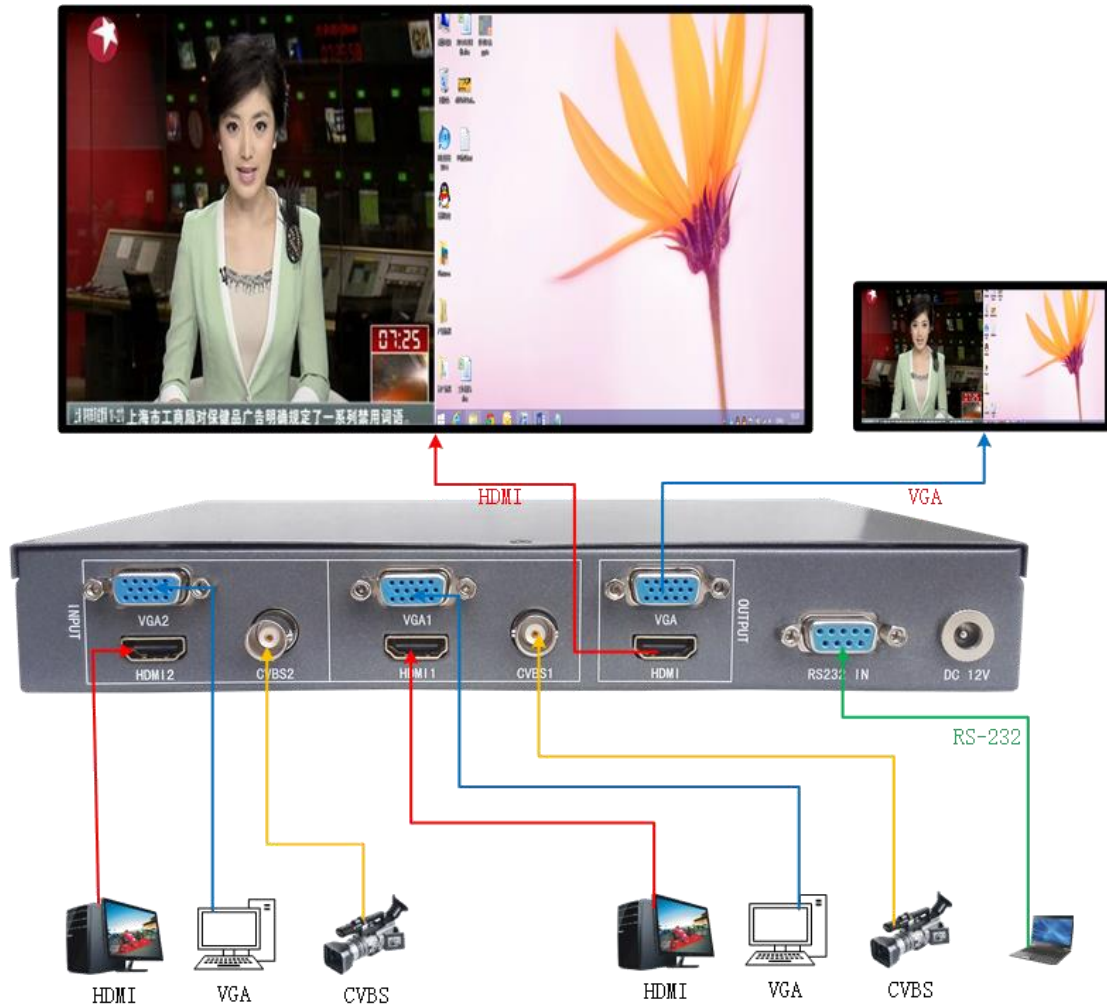 07:25
上海市工商局对保健品广告明确规定了一系列禁用词语。
HDMI
VGA
INPUT
VGA2
HDMI2
CVBS2
VGA1
HDMI1
CVBS1
VGA
HDMI
OUTPUT
RS232 IN
DC 12V
RS-232
HDMI
VGA
CVBS
HDMI
VGA
CVBS